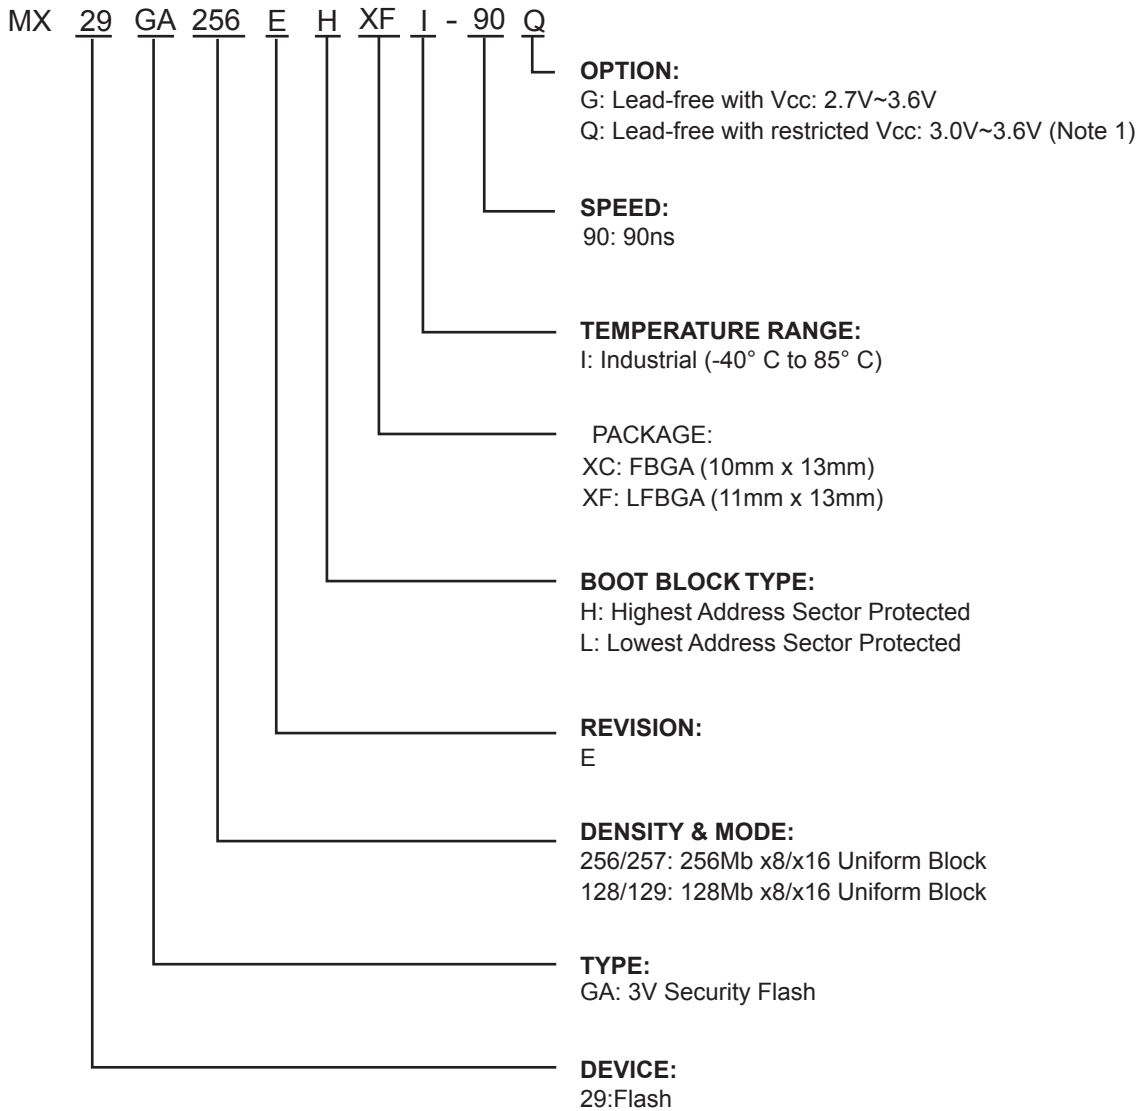 MX 29 GA 256 E H XF I - 90 Q
OPTION:
G: Lead-free with Vcc: 2.7V~3.6V
Q: Lead-free with restricted Vcc: 3.0V~3.6V (Note 1)
SPEED:
90: 90ns
TEMPERATURE RANGE:
I: Industrial (-40° C to 85° C)
PACKAGE:
XC: FBGA (10mm x 13mm)
XF: LFBGA (11mm x 13mm)
BOOT BLOCK TYPE:
H: Highest Address Sector Protected
L: Lowest Address Sector Protected
REVISION:
E
DENSITY & MODE:
256/257: 256Mb x8/x16 Uniform Block
128/129: 128Mb x8/x16 Uniform Block
TYPE:
GA: 3V Security Flash
DEVICE:
29:Flash